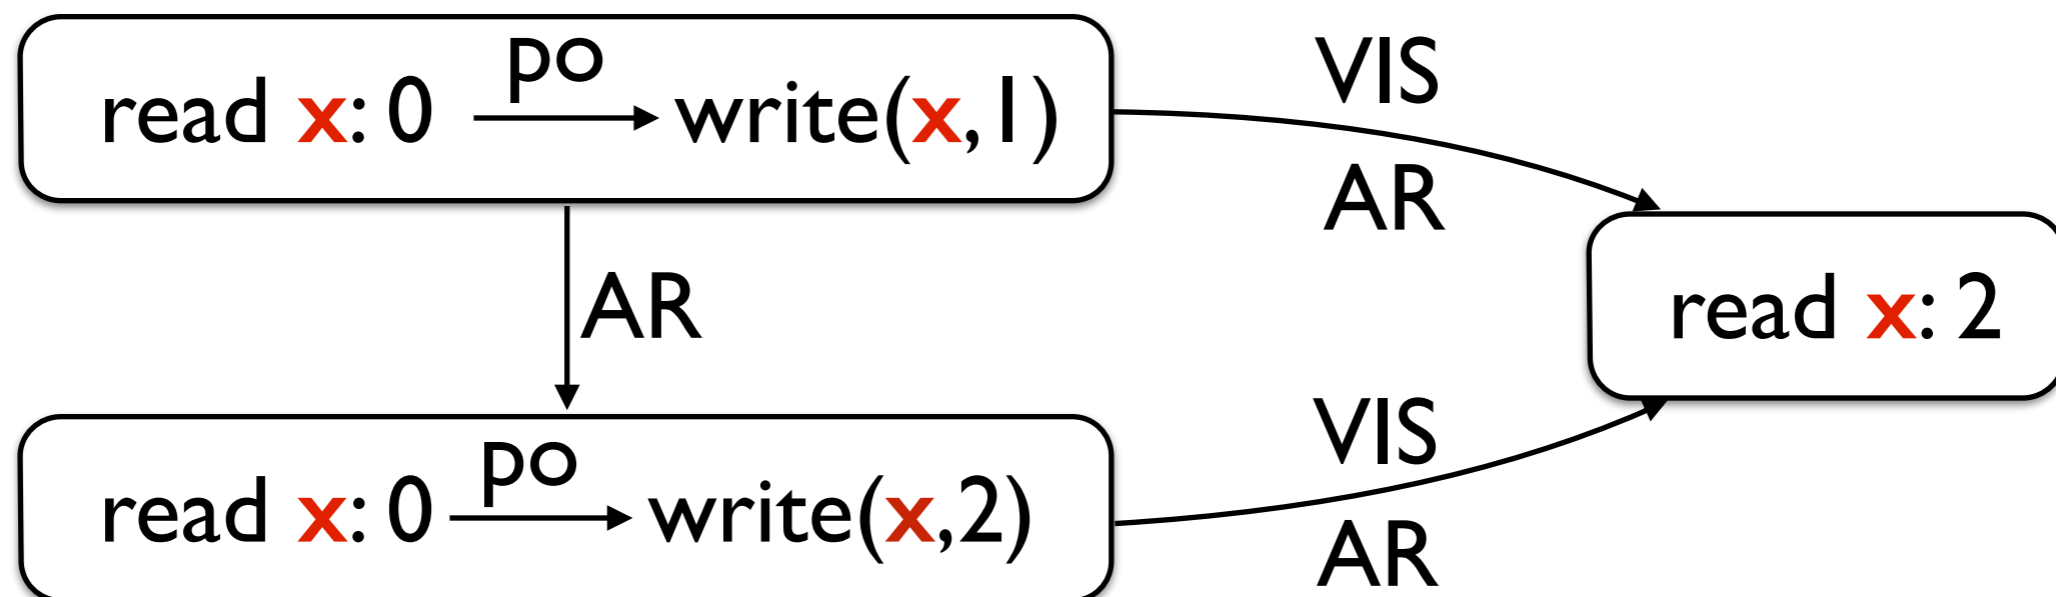 po
read x: 0 write(x,1)
VIS
AR
AR
read x: 2
po
read x: 0 write(x,2)
VIS
AR